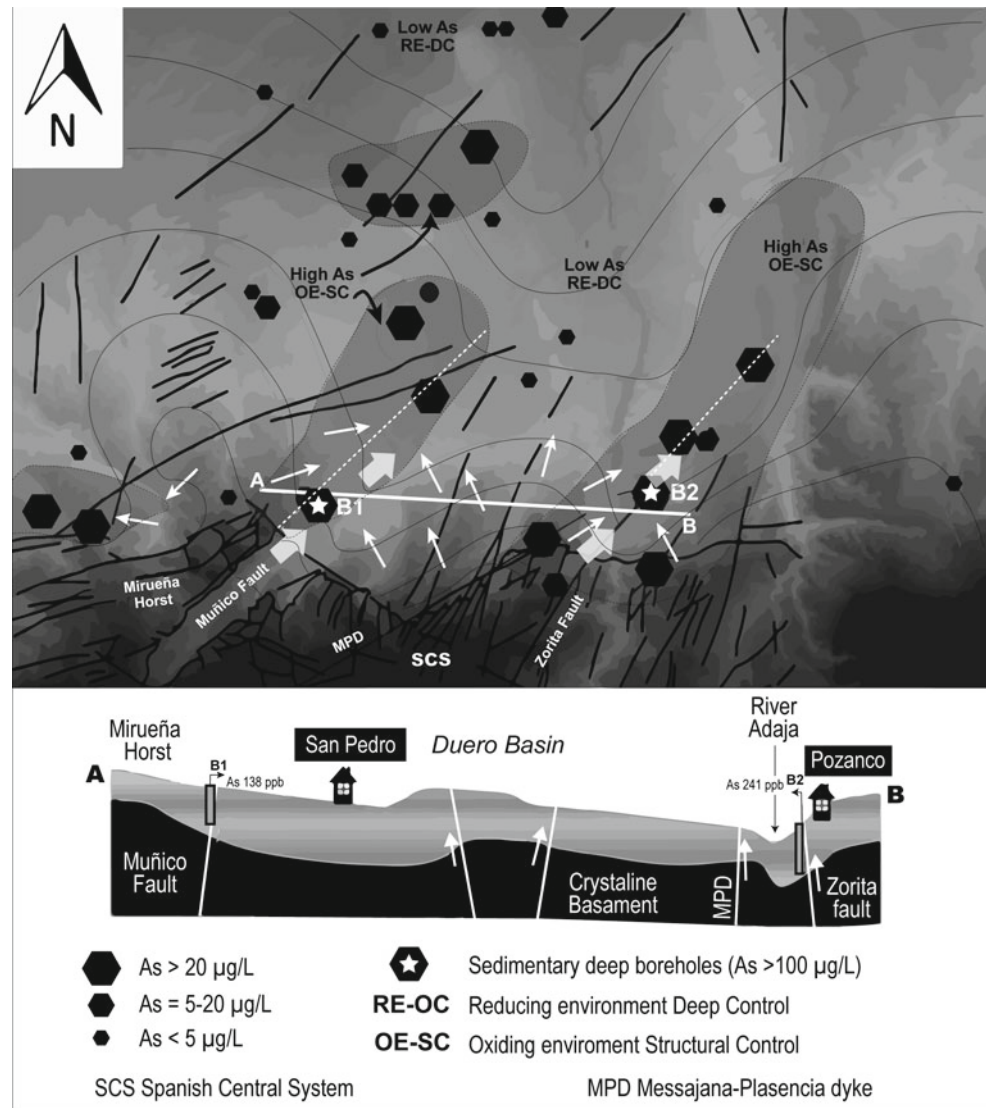 N
Low As
RE-DC
High As
OE-SC
Low As
RE-DC
High As
OE-SC
A
B1
B2
B
Mirueña
Horst
Muñico Fault
MPD
SCS
Zorita Fault
Mirueña
Horst
San Pedro
Duero Basin
River
Adaja
Pozanco
A
B1
As 138 ppb
As 241 ppb
B2
B
Muñico
Fault
Crystaline
Basament
MPD
Zorita
fault
As > 20 µg/L
Sedimentary deep boreholes (As >100 µg/L)
As = 5-20 µg/L
RE-OC Reducing environment Deep Control
As < 5 µg/L
OE-SC Oxiding enviroment Structural Control
SCS Spanish Central System
MPD Messajana-Plasencia dyke